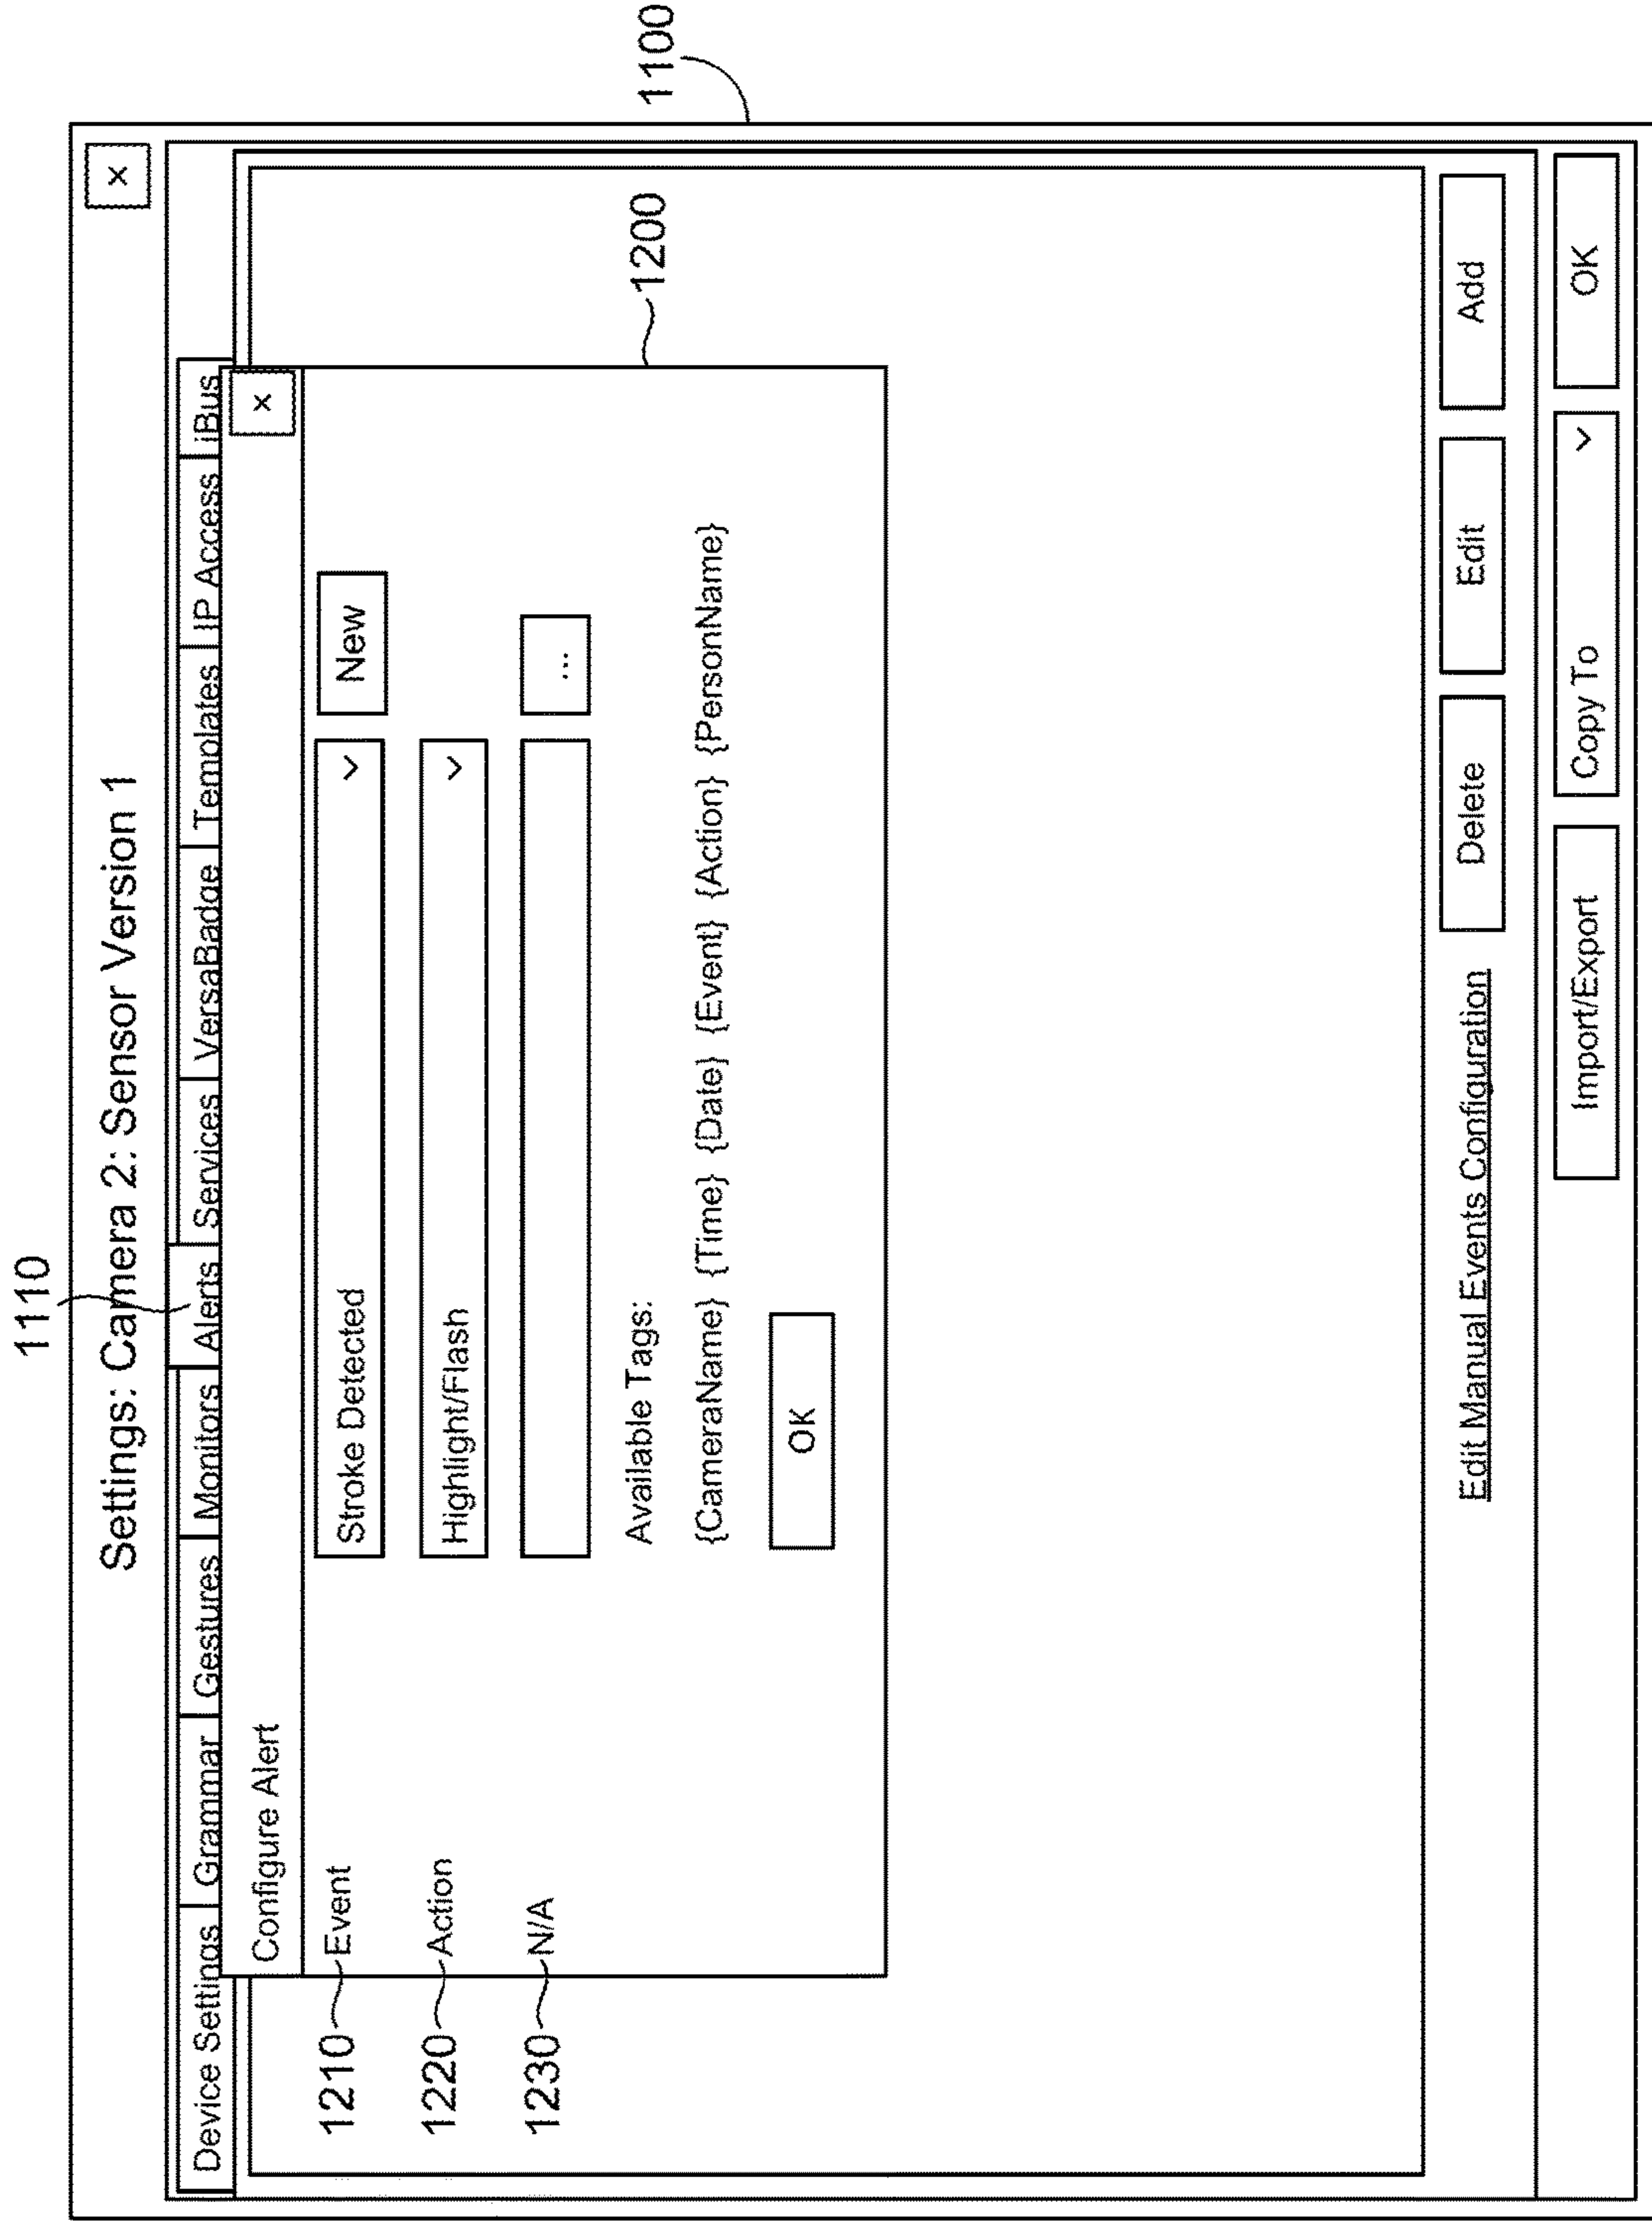 1110
Settings: Camera 2: Sensor Version 1
×
1100
Device Settings Grammar Gestures Monitors Alerts Services VersaBadge Templates IP Access iBus
Configure Alert
×
1210 Event Stroke Detected New
1220 Action Highlight/Flash
1200
1230 N/A ...
Available Tags:
{CameraName} {Time} {Date} {Event} {Action} {PersonName}
OK
Edit Manual Events Configuration Delete Edit Add
Import/Export Copy To OK